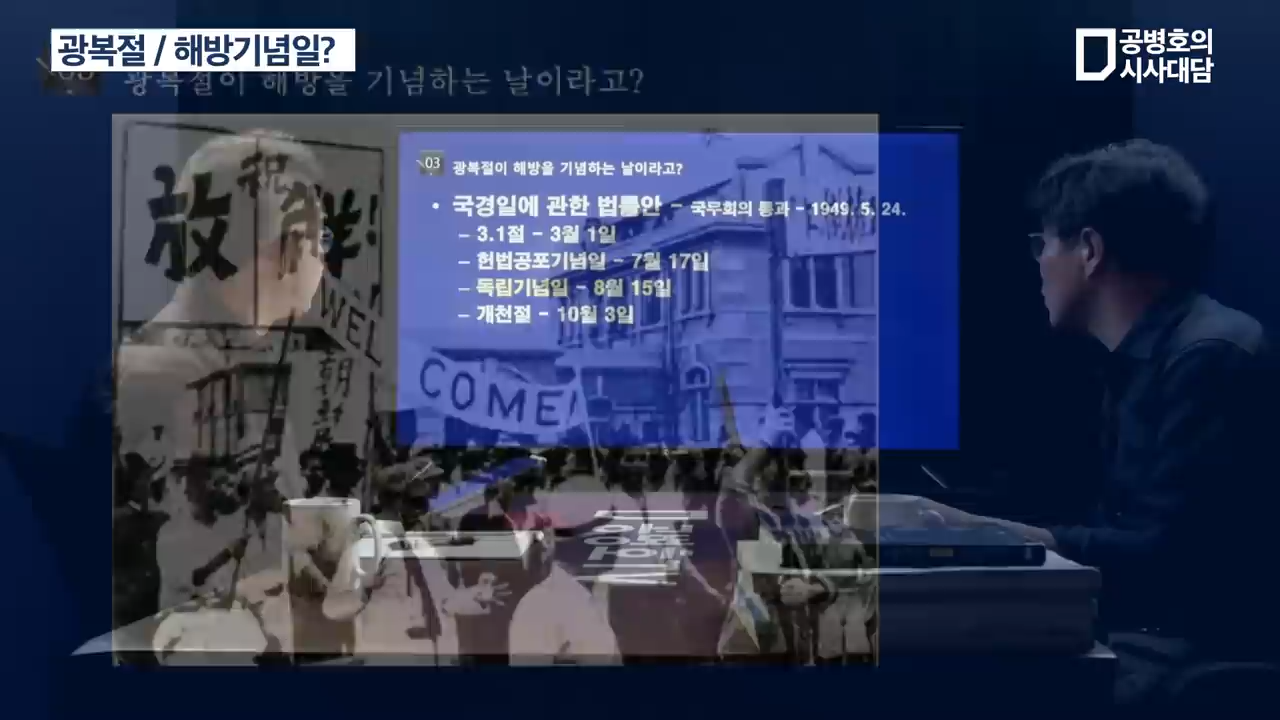 광복절 / 해방기념일?
공병호의
시사대담
광복절이 해방을 기념하는 날이라고?
03 광복절이 해방을 기념하는 날이라고?
• 국경일에 관한 법률안 - 국무회의 통과 - 1949. 5. 24.
– 3.1절 - 3월 1일
– 헌법공포기념일 - 7월 17일
– 독립기념일 - 8월 15일
– 개천절 - 10월 3일
祝
放
WEL
COME!